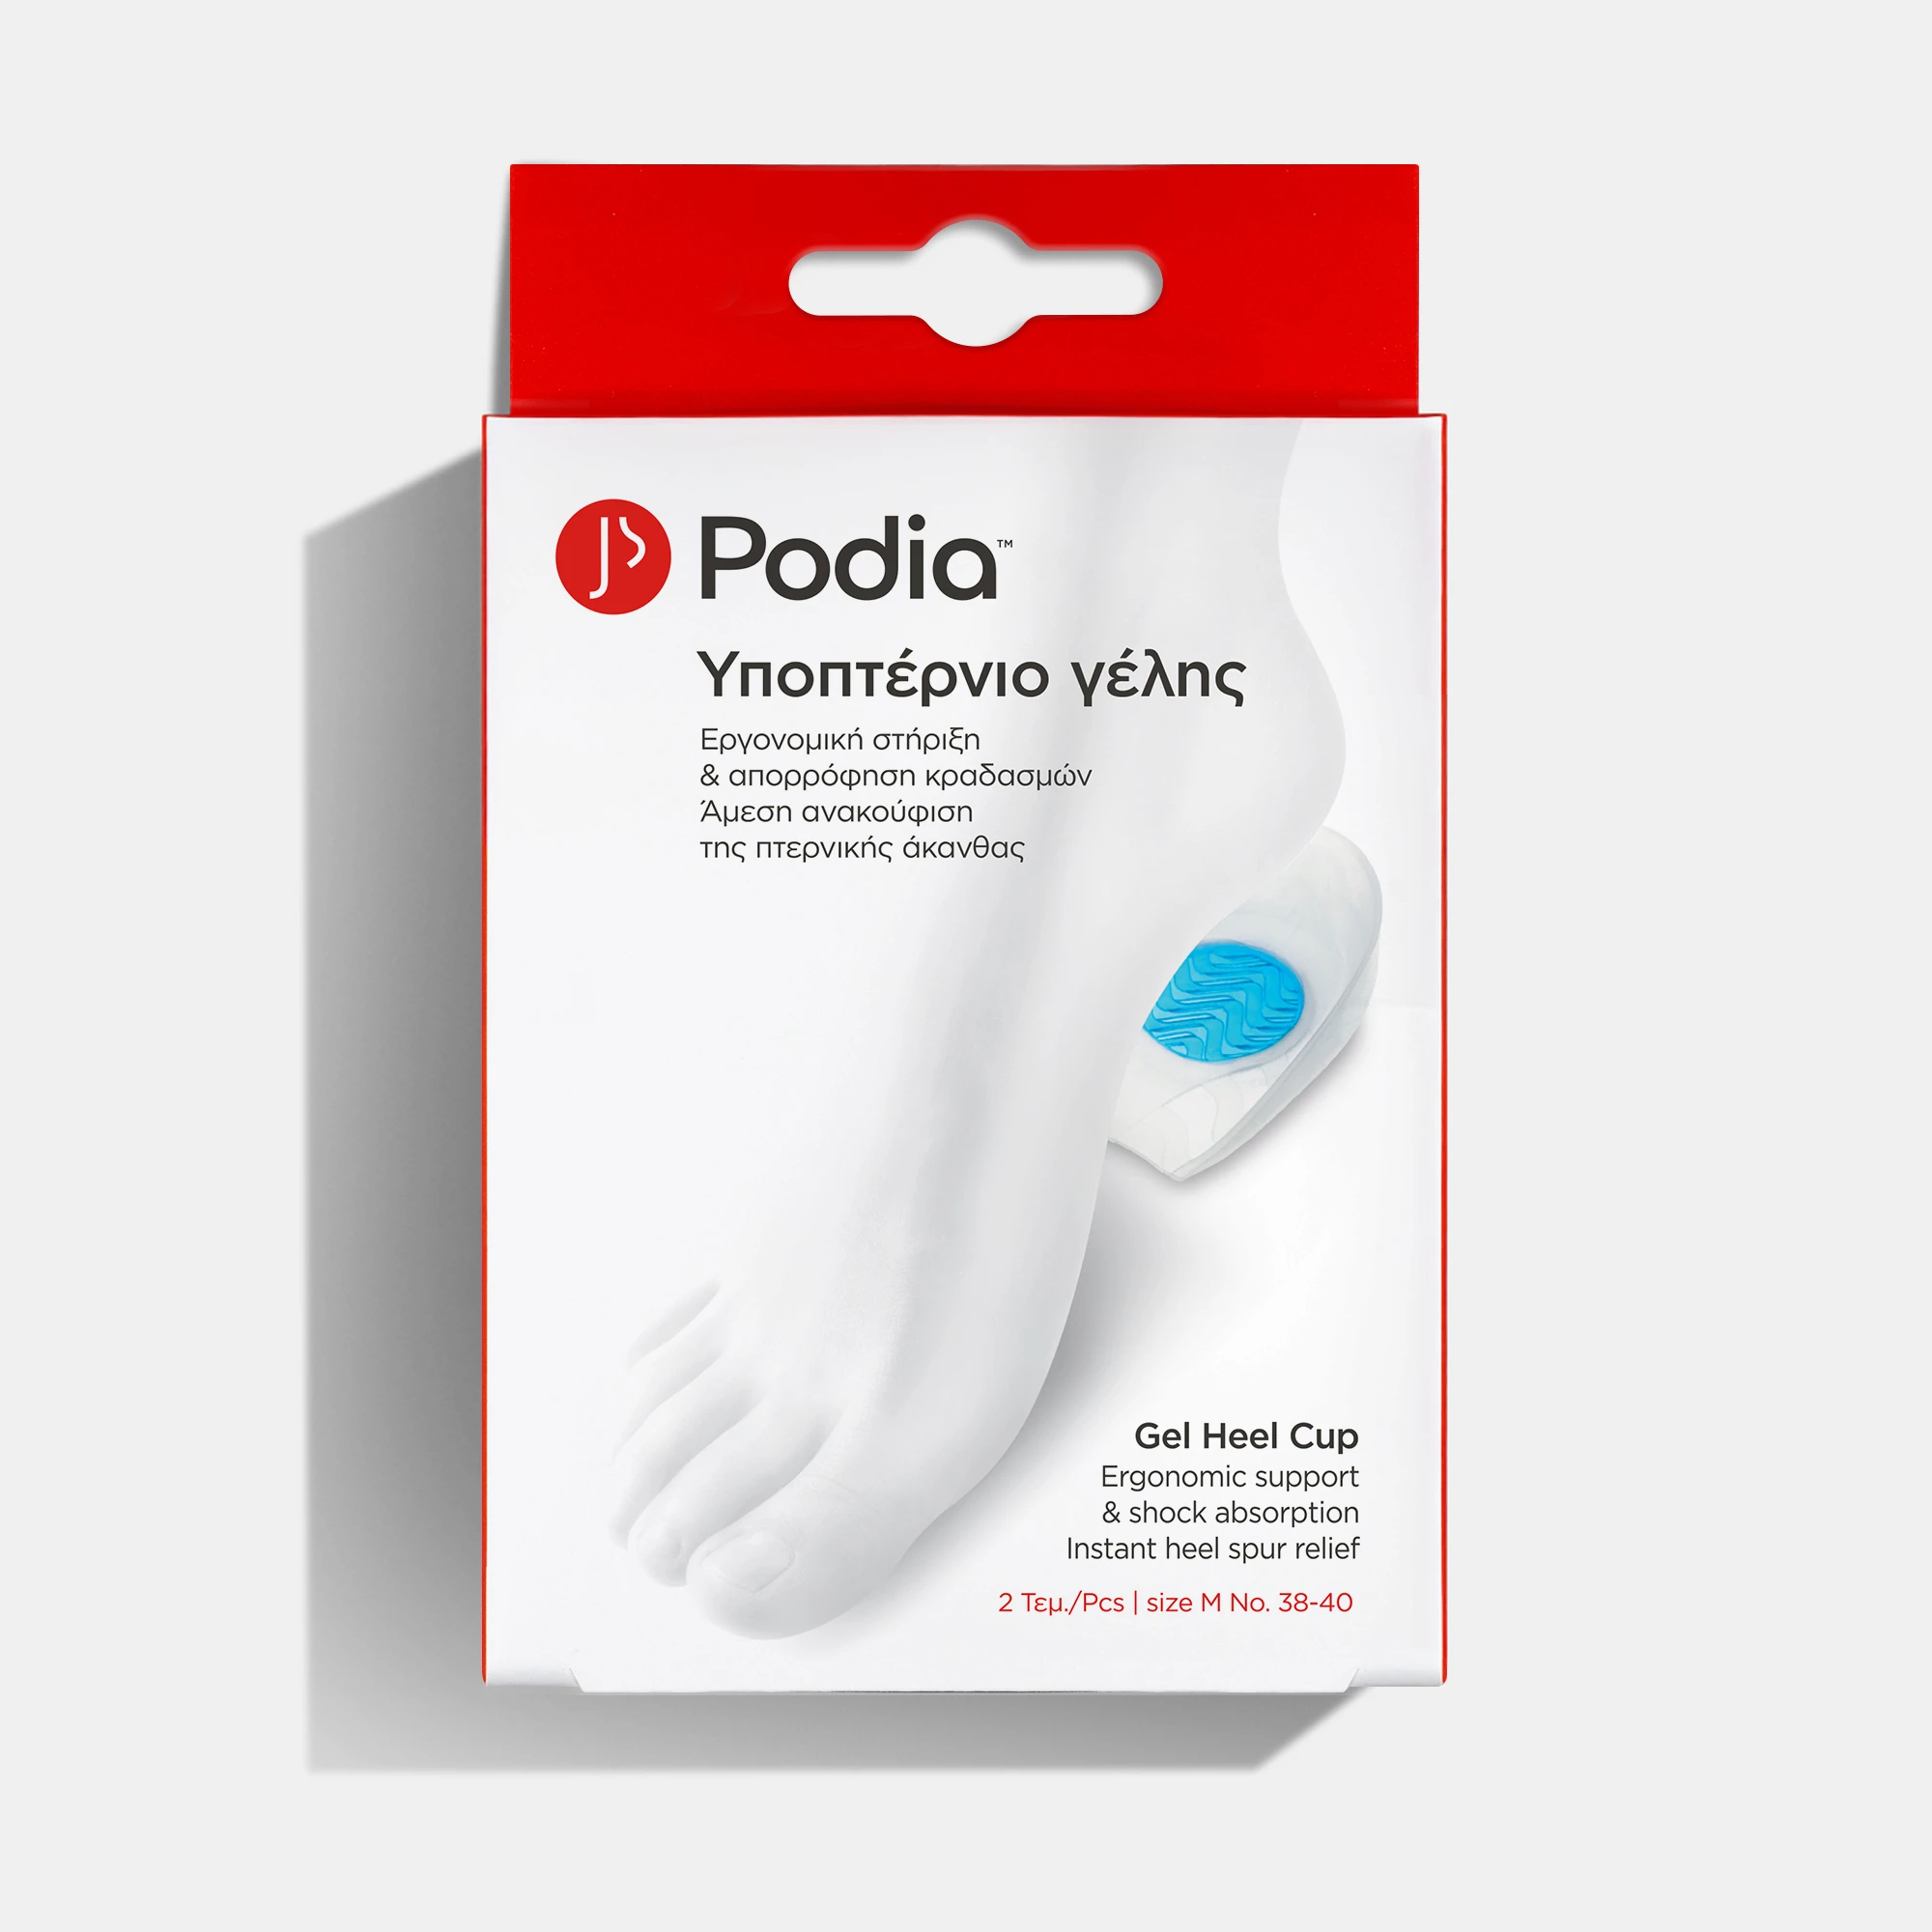 Podia™
Υποπτέρνιο γέλης
Εργονομική στήριξη
& απορρόφηση κραδασμών
Άμεση ανακούφιση
της πτερνικής άκανθας
Gel Heel Cup
Ergonomic support
& shock absorption
Instant heel spur relief
2 Τεμ./Pcs | size M No. 38-40